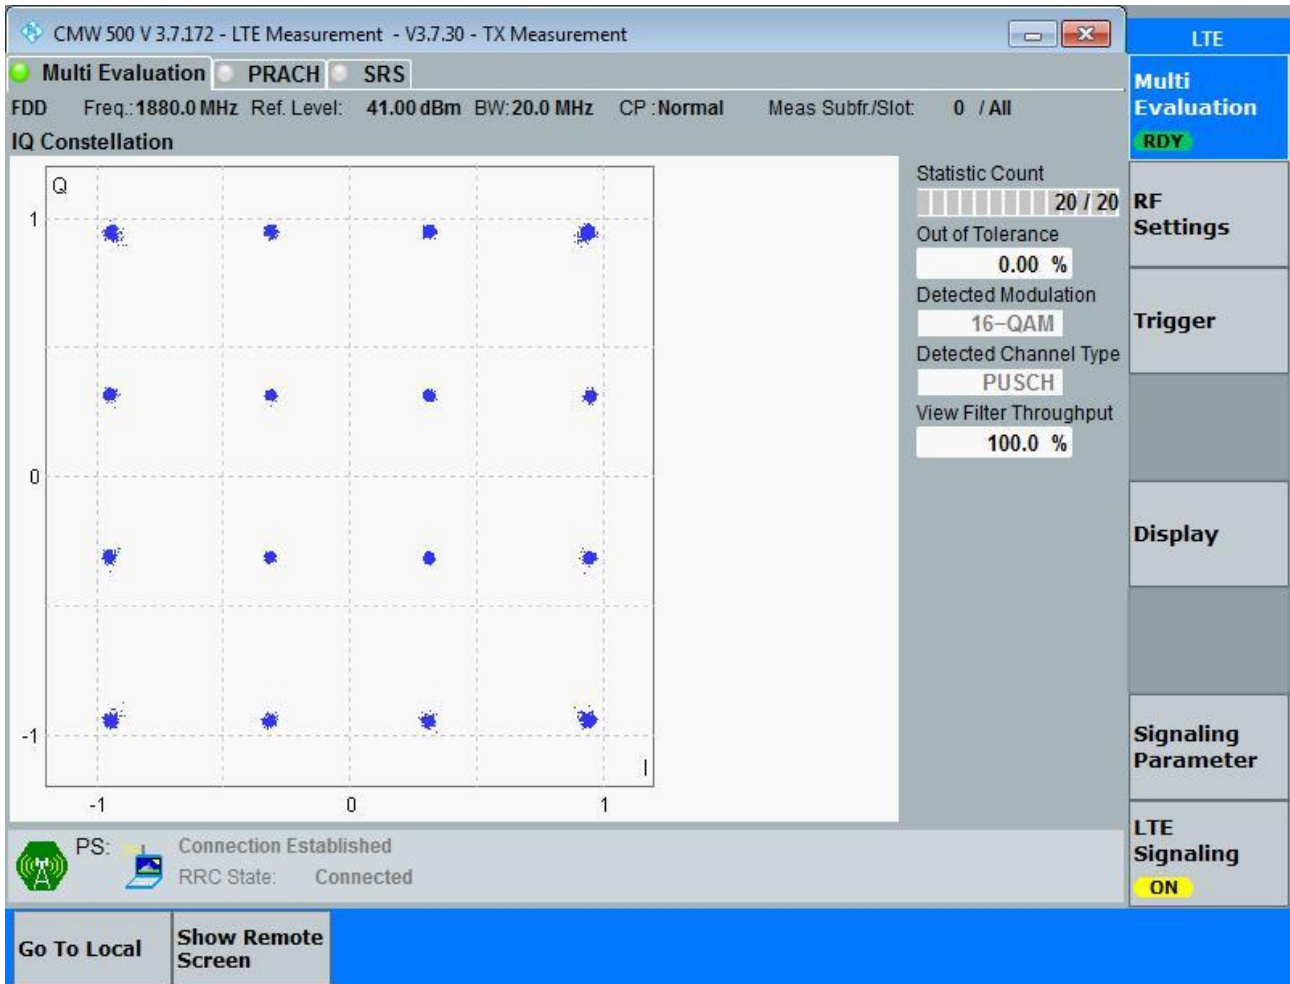 CMW 500 V 3.7.172 - LTE Measurement - V3.7.30 - TX Measurement
LTE
Multi Evaluation PRACH SRS
FDD Freq.: 1880.0 MHz Ref. Level: 41.00 dBm BW: 20.0 MHz CP : Normal Meas Subfr./Slot: 0 / All
IQ Constellation
Q
1
0
-1
-1 0 1
I
Statistic Count
20 / 20
Out of Tolerance
0.00 %
Detected Modulation
16-QAM
Detected Channel Type
PUSCH
View Filter Throughput
100.0 %
Multi
Evaluation
RDY
RF
Settings
Trigger
Display
Signaling
Parameter
LTE
Signaling
ON
PS: Connection Established
RRC State: Connected
Go To Local
Show Remote
Screen